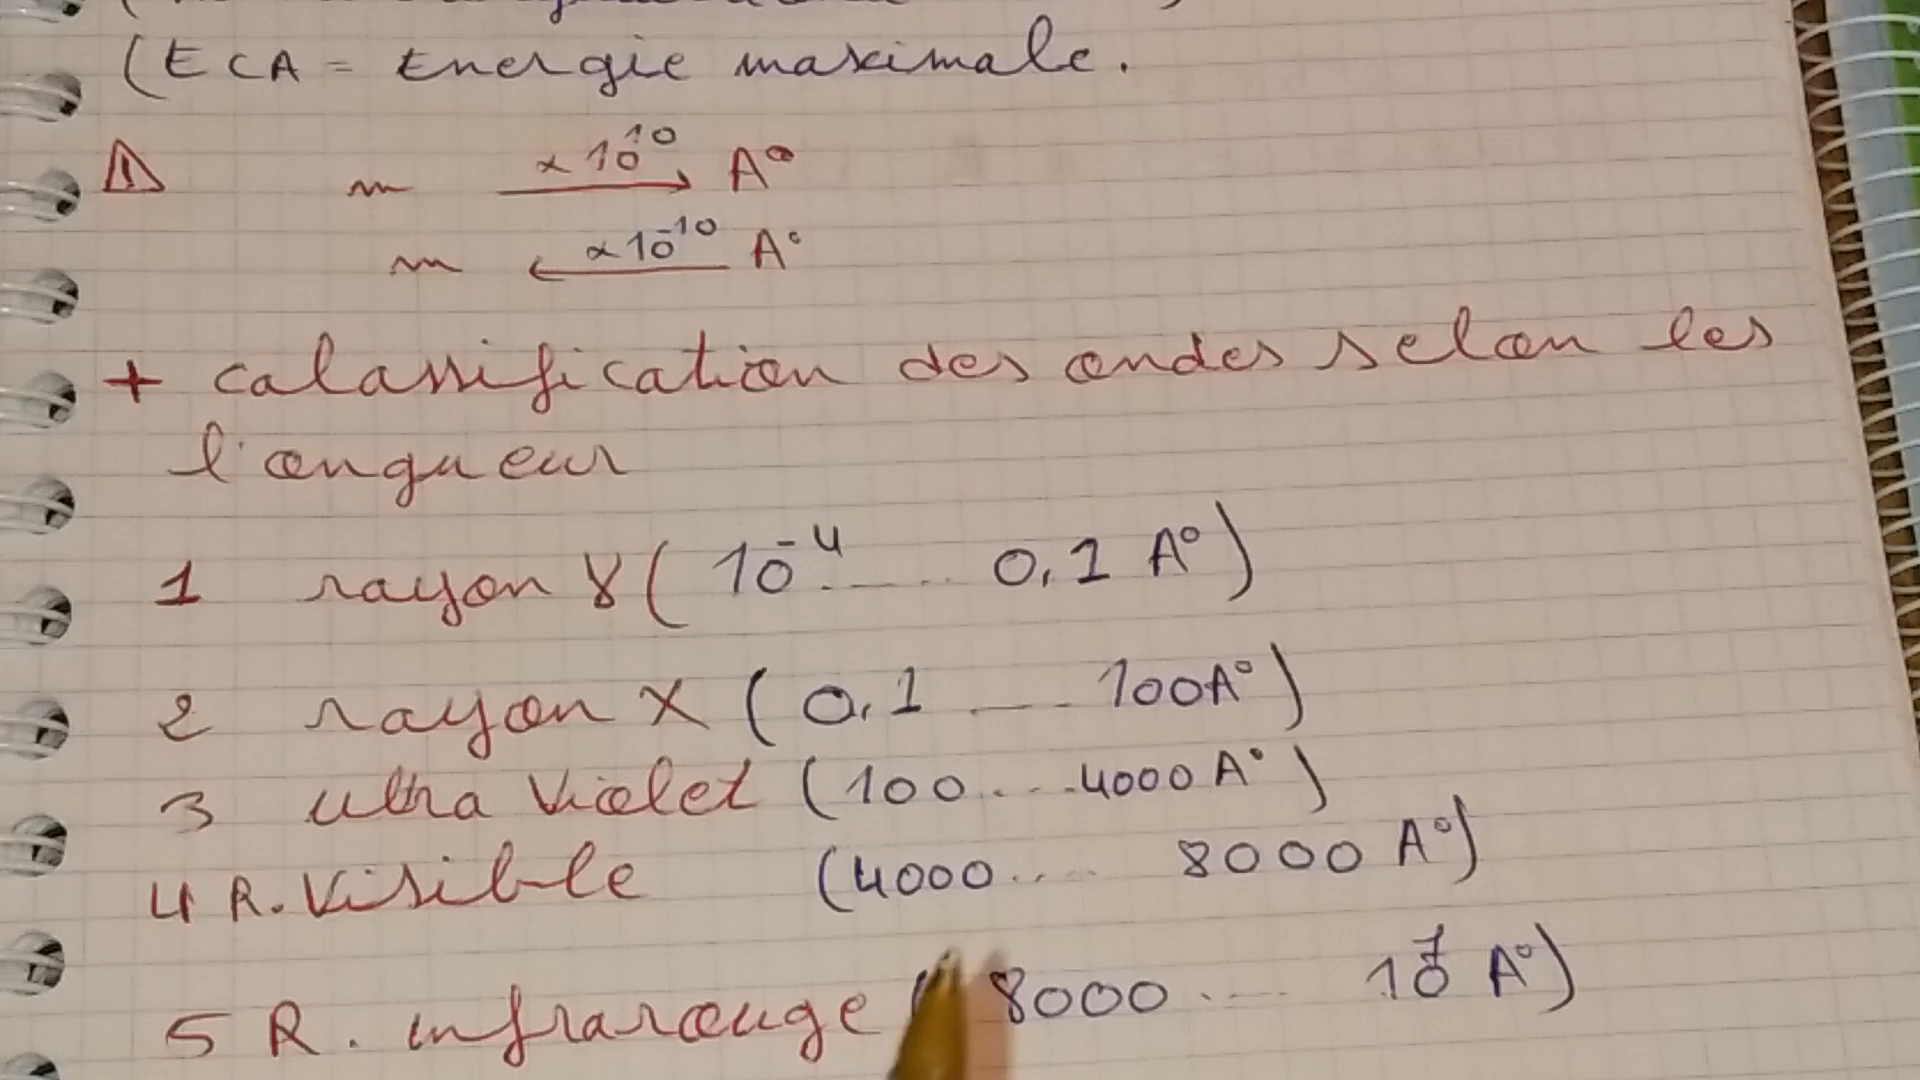 (ECA = Energie maximale.
⚠ m ×10^10 → A°
m ← ×10^-10 A°
+ calassification des ondes selon les
l'ongueur
1 rayon γ ( 10^-4 ..... 0,1 A°)
2 rayon X ( 0,1 ... 100A°)
3 ultra Violet (100 ... 4000 A°)
4 R. Visible (4000 ... 8000 A°)
5 R. infrarouge ( 8000 ... 10^7 A°)